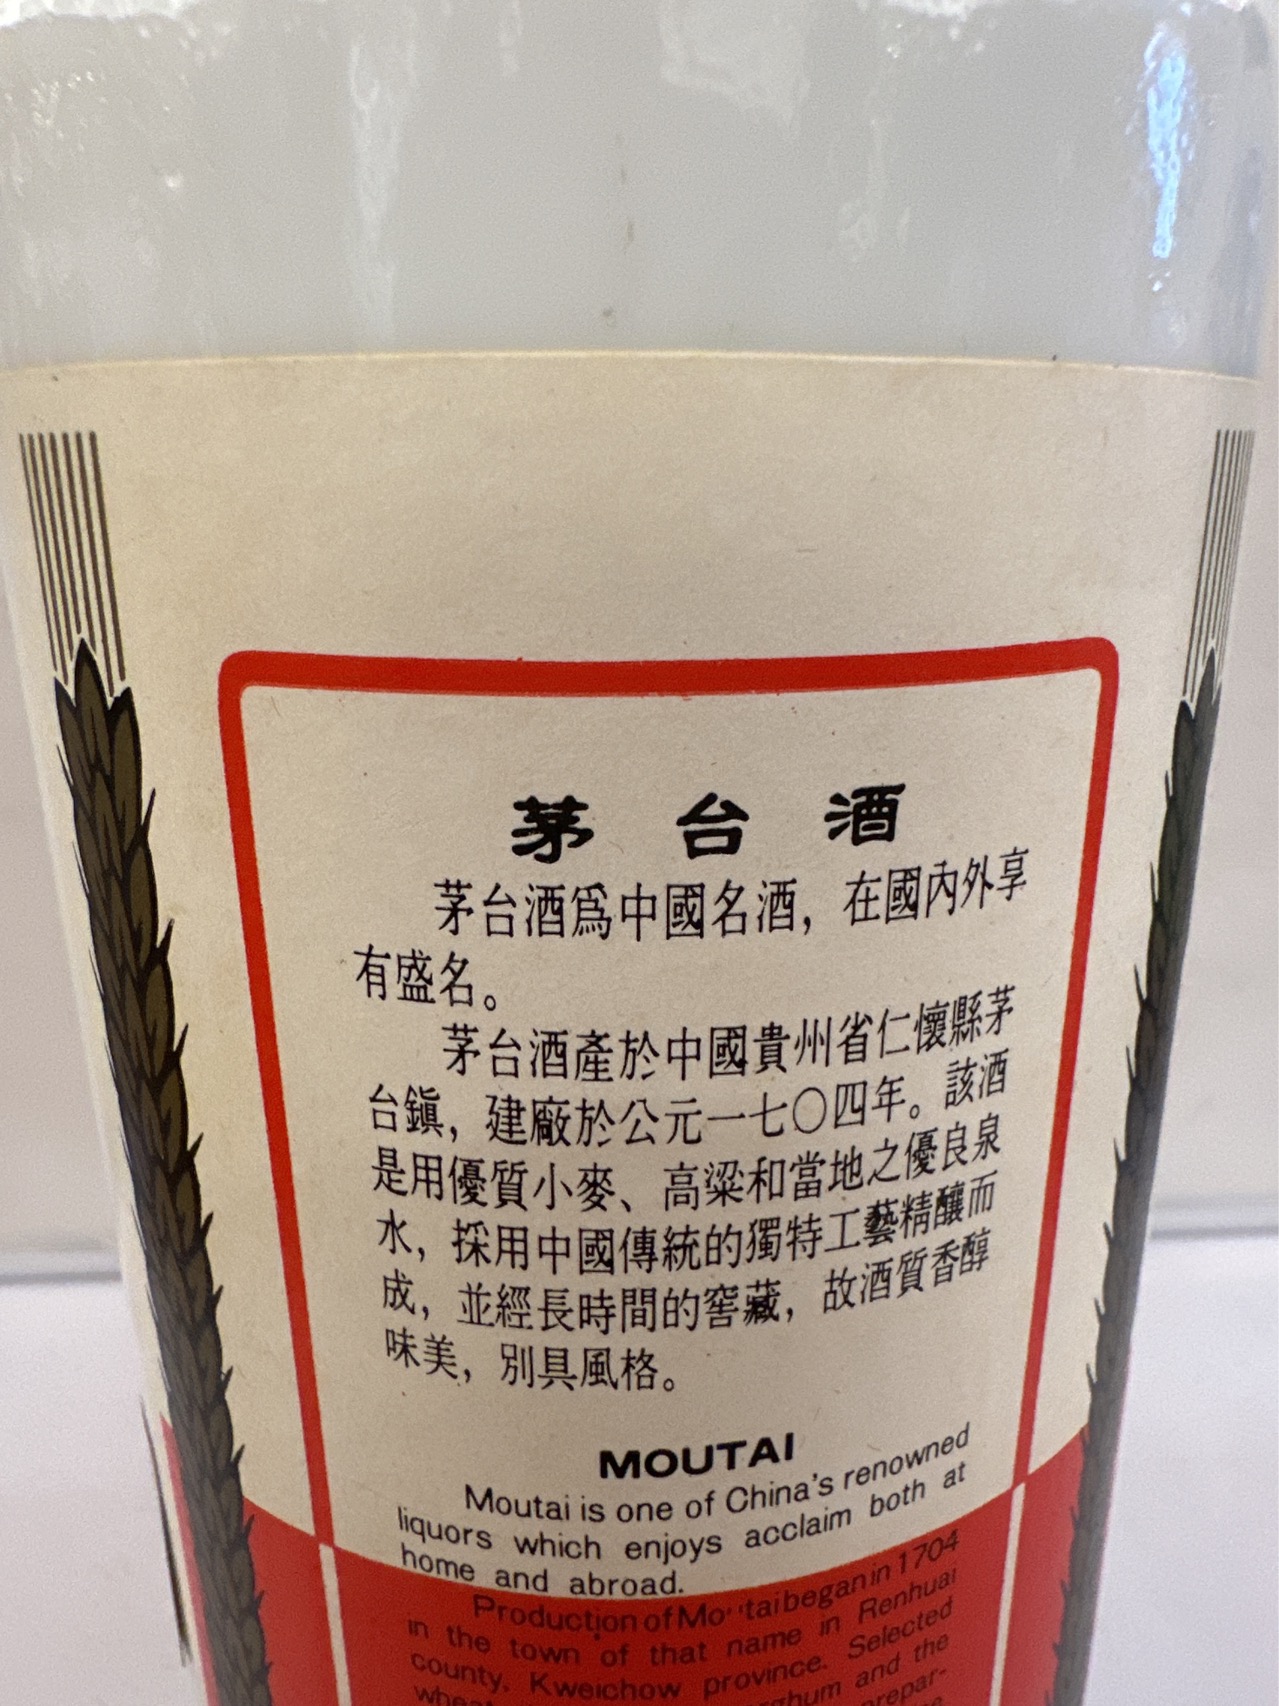 茅台酒
茅台酒爲中國名酒，在國內外享
有盛名。
茅台酒產於中國貴州省仁懷縣茅
台鎭，建廠於公元一七〇四年。該酒
是用優質小麥、高粱和當地之優良泉
水，採用中國傳統的獨特工藝精釀而
成，並經長時間的窖藏，故酒質香醇
味美，別具風格。
MOUTAI
Moutai is one of China's renowned
liquors which enjoys acclaim both at
home and abroad.
Production of Moutai began in 1704
in the town of that name in Renhuai
county, Kweichow province. Selected
and the